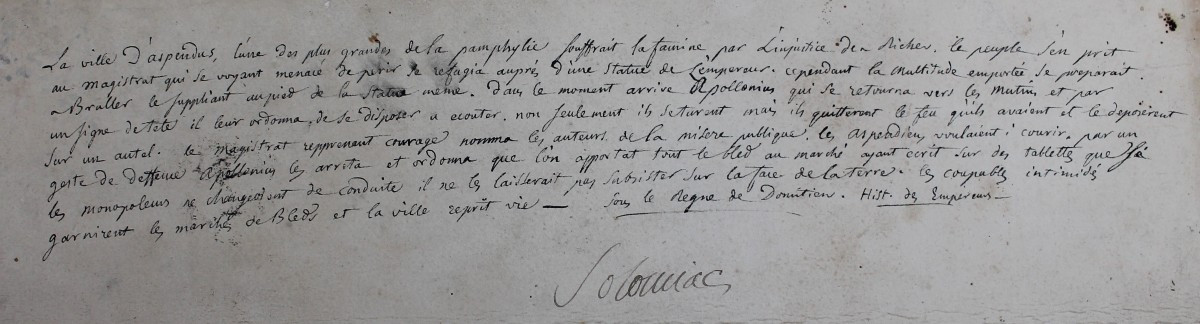 La ville D'aspendus, l'une des plus grandes de la pamphylie souffrait la famine par L'injustice des Riches. le peuple s'en prit
au magistrat qui se voyant menacé de perir se refugia auprés d'une Statue de L'empereur. cependant la Multitude emportée se preparait
a Bruller le suppliant au pied de la Statue meme. Dans le moment arrive Apollonius qui se retourna vers les Mutins et par
un signe de tete il leur ordonna de se disposer a ecouter. non seulement ils se turent mais ils quitterent le feu qu'ils avaient et le deposerent
sur un autel. le Magistrat reprenant courage nomma les auteurs de la misere publique. les aspendiens voulaient y courir. par un
geste de deffense Apollonius les arreta et ordonna que l'on apportat tout le bled au marché ayant ecrit sur des tablettes que si
les monopoleurs ne changeoient de conduite il ne les laisserait pas subsister sur la face de la terre. les coupables intimidés
garnirent les marchés de Bleds et la ville reprit vie — sous le Regne de Domitien. Hist. des Empereurs —
Solomiac